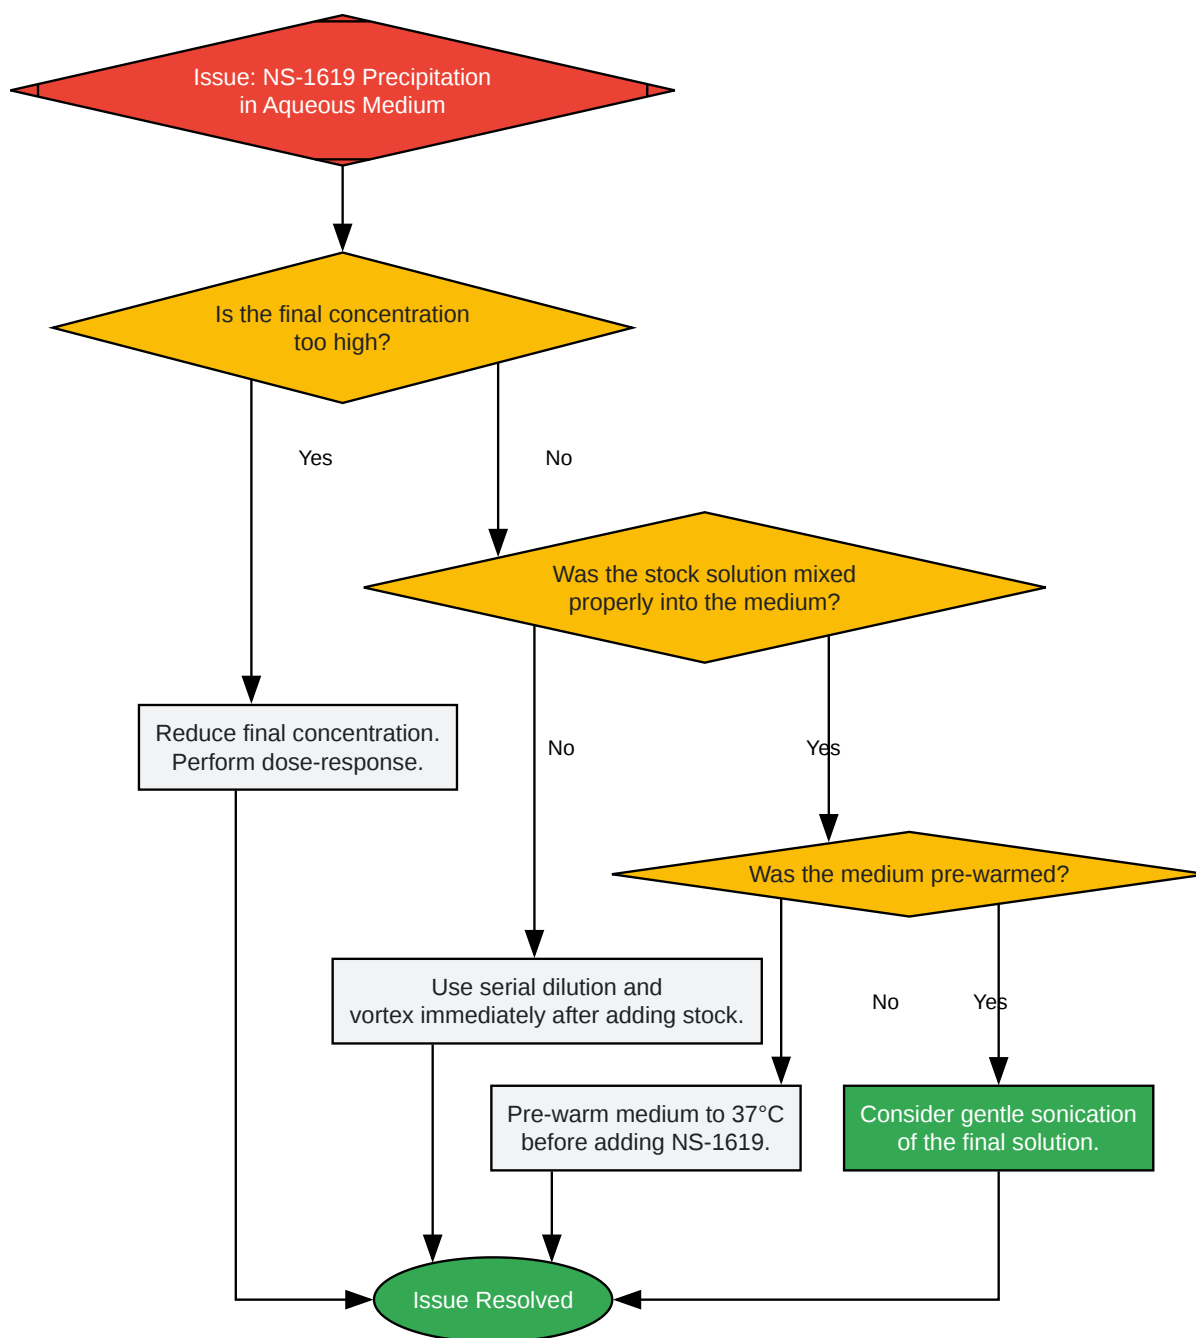 Issue: NS-1619 Precipitation
in Aqueous Medium
Is the final concentration
too high?
Yes
No
Was the stock solution mixed
properly into the medium?
Reduce final concentration.
Perform dose-response.
No
Yes
Was the medium pre-warmed?
Use serial dilution and
vortex immediately after adding stock.
No
Yes
Pre-warm medium to 37°C
before adding NS-1619.
Consider gentle sonication
of the final solution.
Issue Resolved